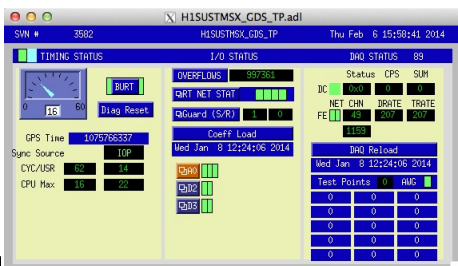 H1SUSTMSX_GDS_TP.adl
SVN # 3582 H1SUSTMSX_GDS_TP Thu Feb 6 15:58:41 2014
TIMING STATUS I/O STATUS DAQ STATUS 89
0 16 60
BURT
Diag Reset
GPS Time 1075766337
Sync Source IOP
CYC/USR 62 14
CPU Max 16 22
OVERFLOWS 997361
RT NET STAT
Guard (S/R) 1 0
Coeff Load
Wed Jan 8 12:24:06 2014
A0
D2
D3
Status CPS SUM
DC 0x0 0 0
NET CHN DRATE TRATE
FE 49 207 207
1159
DAQ Reload
Wed Jan 8 12:24:06 2014
Test Points 0 AWG
0 0 0
0 0 0
0 0 0
0 0 0
0 0 0